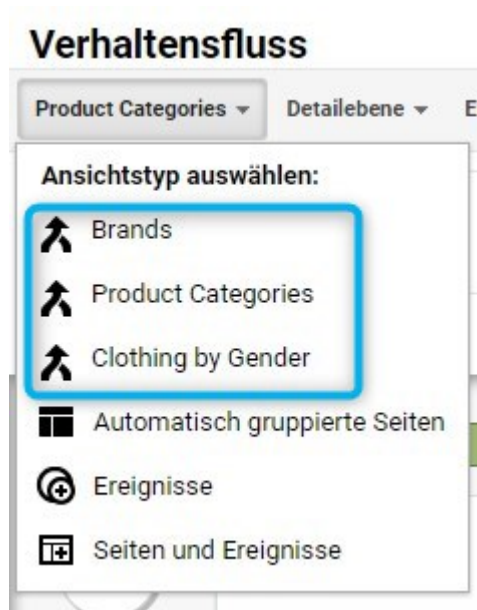 Verhaltensfluss
Product Categories Detailebene E
Ansichtstyp auswählen:
Brands
Product Categories
Clothing by Gender
Automatisch gruppierte Seiten
Ereignisse
Seiten und Ereignisse